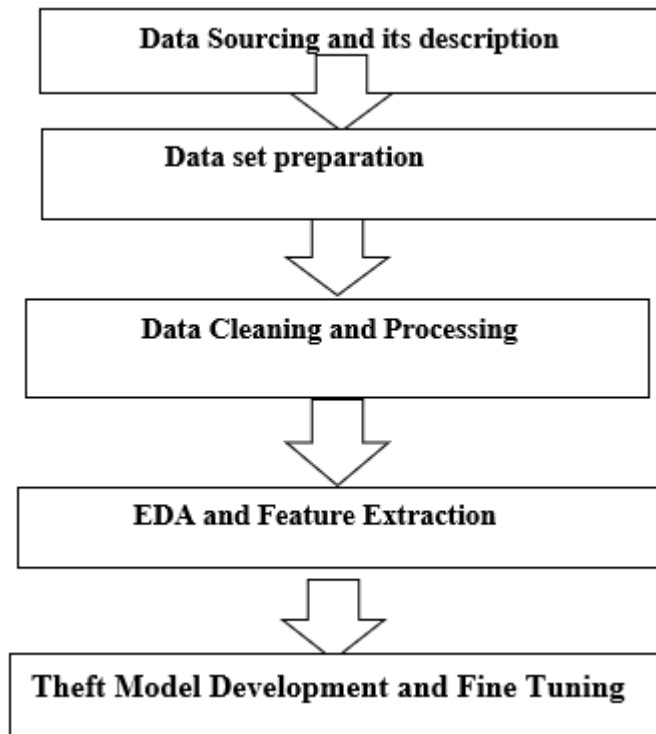 Data Sourcing and its description
Data set preparation
Data Cleaning and Processing
EDA and Feature Extraction
Theft Model Development and Fine Tuning